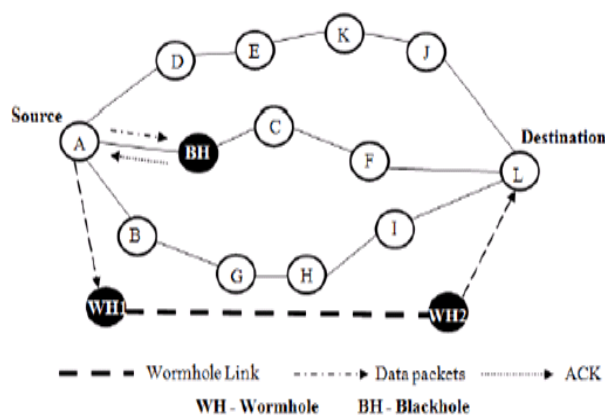 K
D
E
J
Source
A
BH
C
Destination
F
L
B
I
G
H
WH1
WH2
Wormhole Link
Data packets
ACK
WH - Wormhole
BH - Blackhole